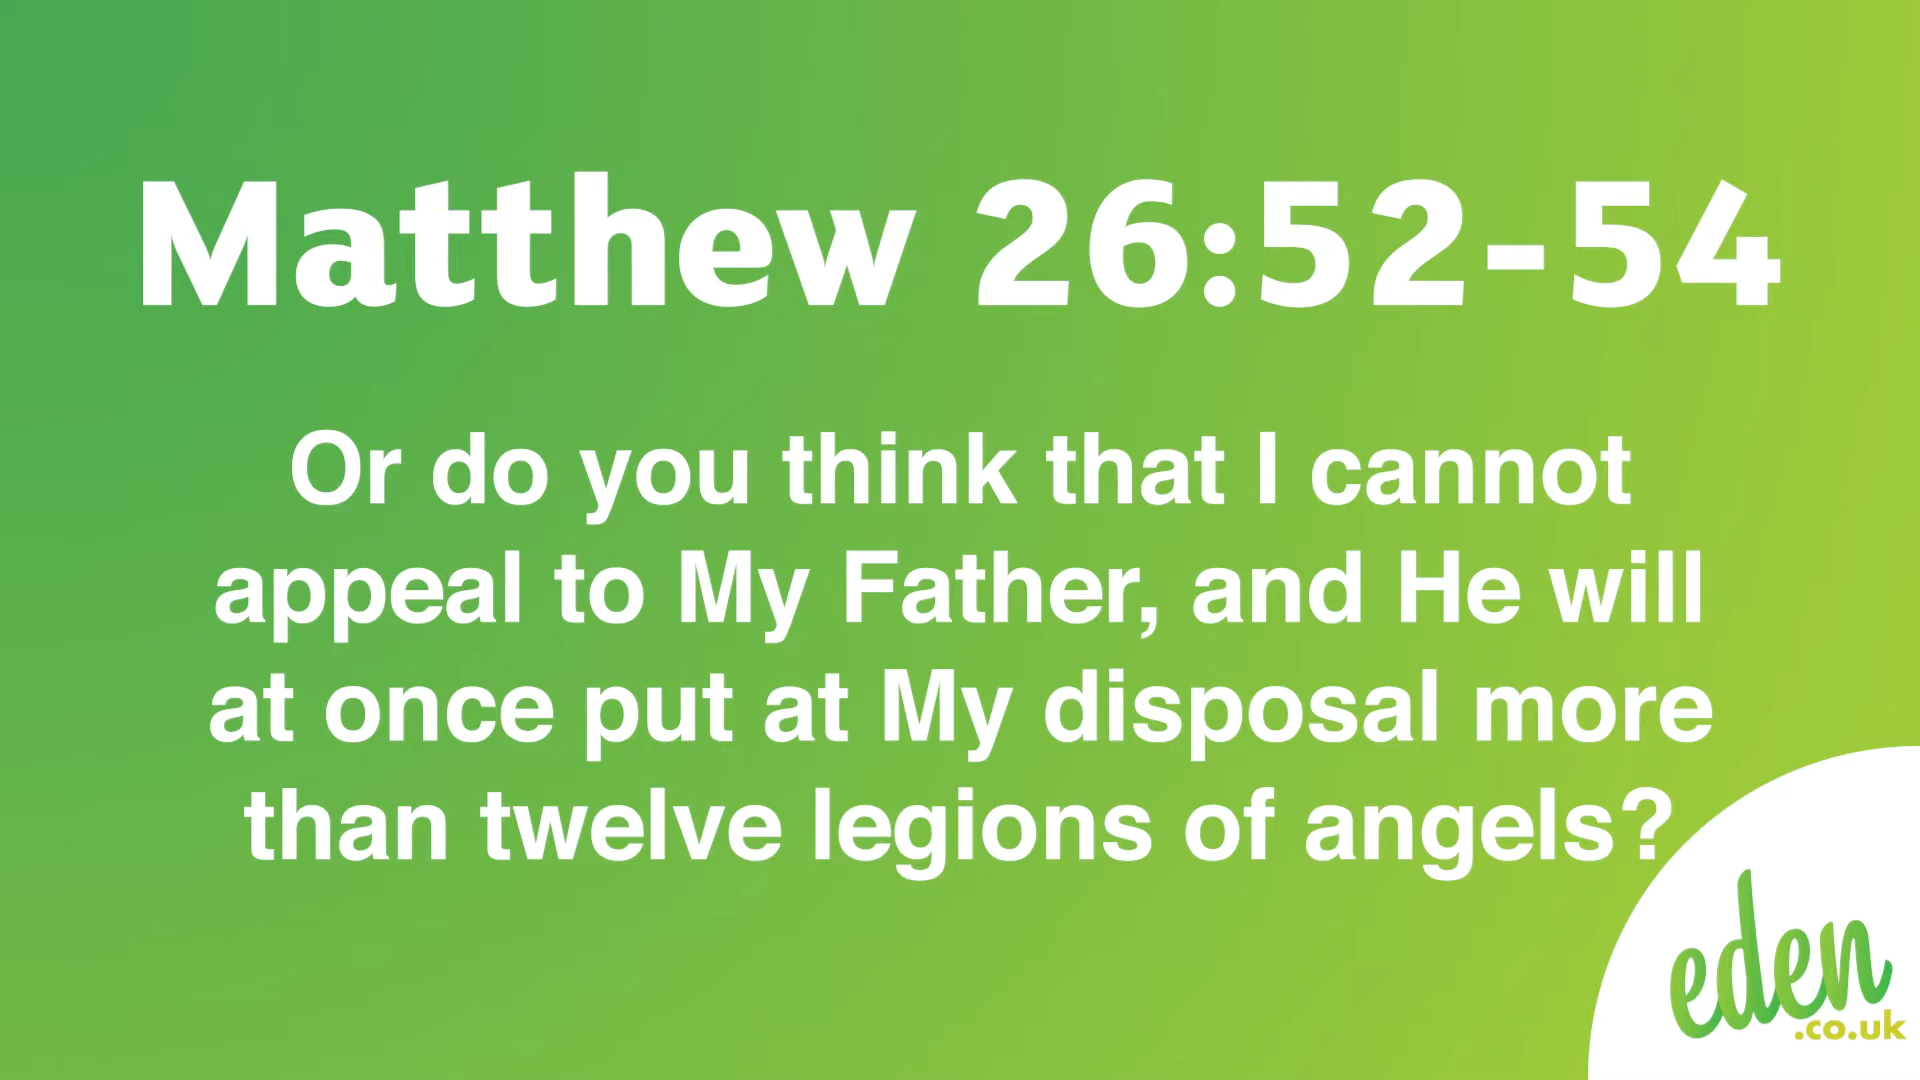 Matthew 26:52-54
Or do you think that I cannot
appeal to My Father, and He will
at once put at My disposal more
than twelve legions of angels?
eden
.co.uk